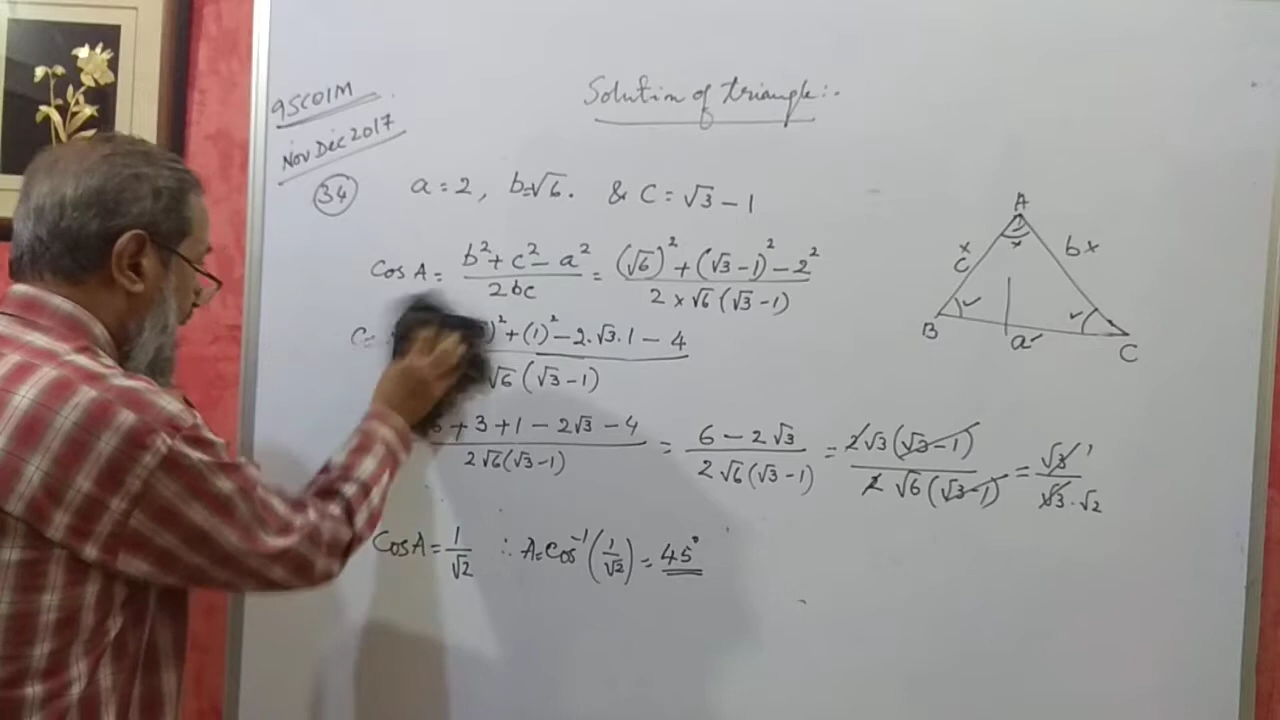 9SC01M
Solution of triangle:-
Nov Dec 2017
34 a = 2, b = √6. & C = √3 - 1
Cos A = (b² + c² - a²)/(2bc) = ((√6)² + (√3 - 1)² - 2²)/(2 × √6 (√3 - 1))
)² + (1)² - 2.√3.1 - 4
√6 (√3 - 1)
6 + 3 + 1 - 2√3 - 4 / 2√6(√3 - 1) = (6 - 2√3)/(2√6(√3 - 1)) = 2√3(√3 - 1)/(2√6(√3 - 1)) = √3/(√3 . √2) 1
Cos A = 1/√2 ∴ A = Cos⁻¹(1/√2) = 45°
A
x x b x
C
B a C